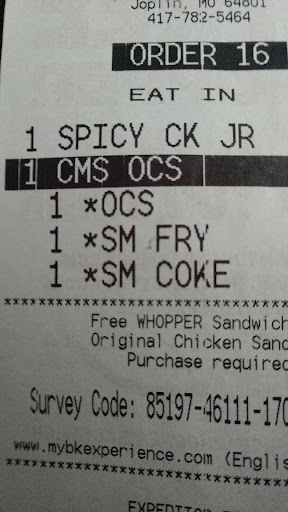 Joplin, MO 64801
417-782-5464
ORDER 16
EAT IN
1 SPICY CK JR
1 CMS OCS
1 *OCS
1 *SM FRY
1 *SM COKE
********************************
Free WHOPPER Sandwich
Original Chicken Sand
Purchase required
Survey Code: 85197-46111-170
www.mybkexperience.com (Englis
********************************
EXPEDITION